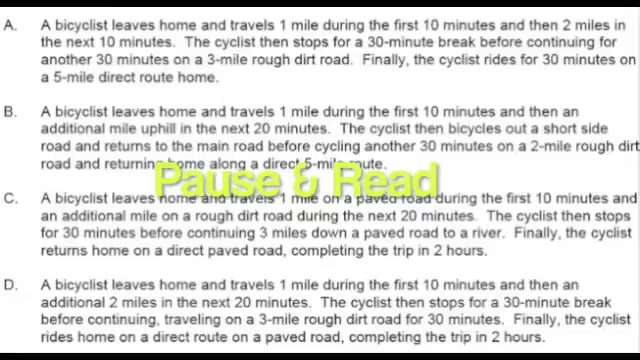 A. A bicyclist leaves home and travels 1 mile during the first 10 minutes and then 2 miles in
the next 10 minutes. The cyclist then stops for a 30-minute break before continuing for
another 30 minutes on a 3-mile rough dirt road. Finally, the cyclist rides for 30 minutes on
a 5-mile direct route home.
B. A bicyclist leaves home and travels 1 mile during the first 10 minutes and then an
additional mile uphill in the next 20 minutes. The cyclist then bicycles out a short side
road and returns to the main road before cycling another 30 minutes on a 2-mile rough dirt
road and returning home along a direct 5-mile route.
Pause & Read
C. A bicyclist leaves home and travels 1 mile on a paved road during the first 10 minutes and
an additional mile on a rough dirt road during the next 20 minutes. The cyclist then stops
for 30 minutes before continuing 3 miles down a paved road to a river. Finally, the cyclist
returns home on a direct paved road, completing the trip in 2 hours.
D. A bicyclist leaves home and travels 1 mile during the first 10 minutes and then an
additional 2 miles in the next 20 minutes. The cyclist then stops for a 30-minute break
before continuing, traveling on a 3-mile rough dirt road for 30 minutes. Finally, the cyclist
rides home on a direct route on a paved road, completing the trip in 2 hours.